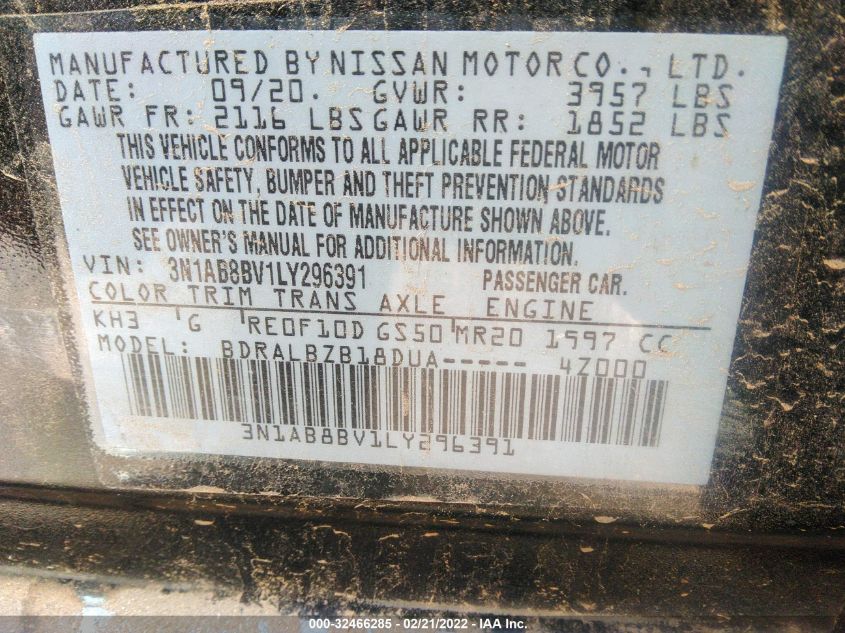 MANUFACTURED BY NISSAN MOTOR CO., LTD.
DATE: 09/20. GVWR: 3957 LBS
GAWR FR: 2116 LBS GAWR RR: 1852 LBS
THIS VEHICLE CONFORMS TO ALL APPLICABLE FEDERAL MOTOR
VEHICLE SAFETY, BUMPER AND THEFT PREVENTION STANDARDS
IN EFFECT ON THE DATE OF MANUFACTURE SHOWN ABOVE.
SEE OWNER'S MANUAL FOR ADDITIONAL INFORMATION.
VIN: 3N1AB8BV1LY296391 PASSENGER CAR.
COLOR TRIM TRANS AXLE ENGINE
KH3 G RE0F10D GS50 MR20 1997 CC
MODEL: BDRALBZB18DUA----- 4Z000
3N1AB8BV1LY296391
000-32466285 - 02/21/2022 - IAA Inc.